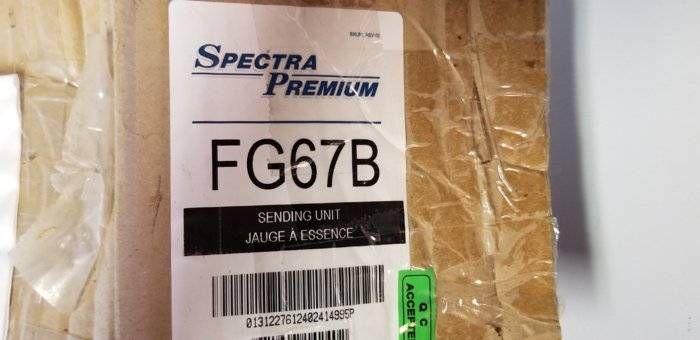 SPECTRA
PREMIUM
FG67B
SENDING UNIT
JAUGE À ESSENCE
0131227612402414995P
Q C
ACCEPTE